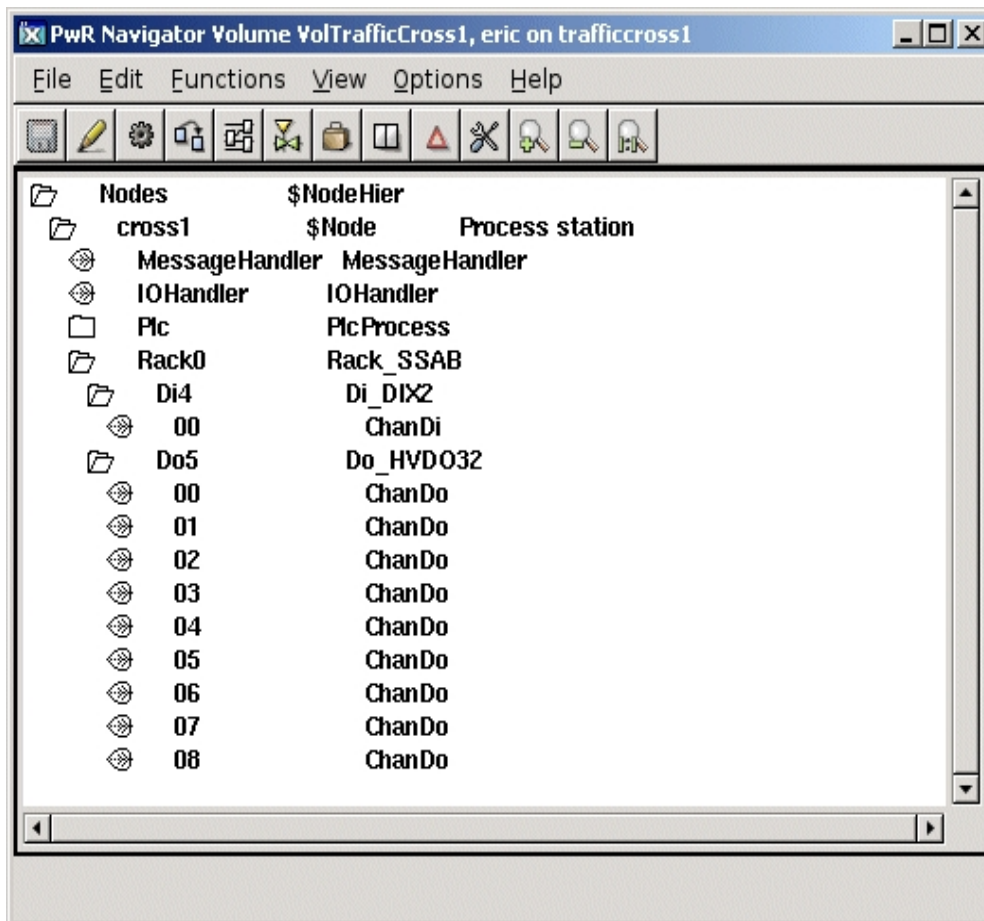 PwR Navigator Volume VolTrafficCross1, eric on trafficcross1
File Edit Functions View Options Help
Nodes $NodeHier
cross1 $Node Process station
MessageHandler MessageHandler
IOHandler IOHandler
Plc PlcProcess
Rack0 Rack_SSAB
Di4 Di_DIX2
00 ChanDi
Do5 Do_HVDO32
00 ChanDo
01 ChanDo
02 ChanDo
03 ChanDo
04 ChanDo
05 ChanDo
06 ChanDo
07 ChanDo
08 ChanDo